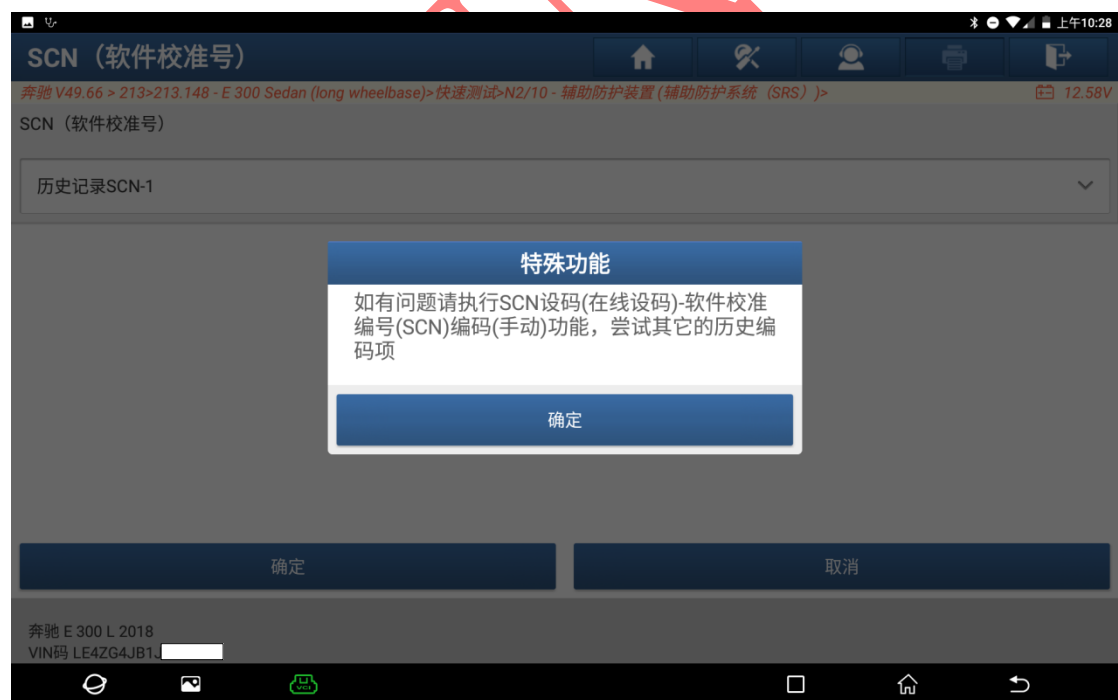 上午10:28
SCN（软件校准号）
奔驰 V49.66 > 213>213.148 - E 300 Sedan (long wheelbase)>快速测试>N2/10 - 辅助防护装置 (辅助防护系统（SRS）)>
12.58V
SCN（软件校准号）
历史记录SCN-1
特殊功能
如有问题请执行SCN设码(在线设码)-软件校准
编号(SCN)编码(手动)功能，尝试其它的历史编
码项
确定
确定
取消
奔驰 E 300 L 2018
VIN码 LE4ZG4JB1J
VCI